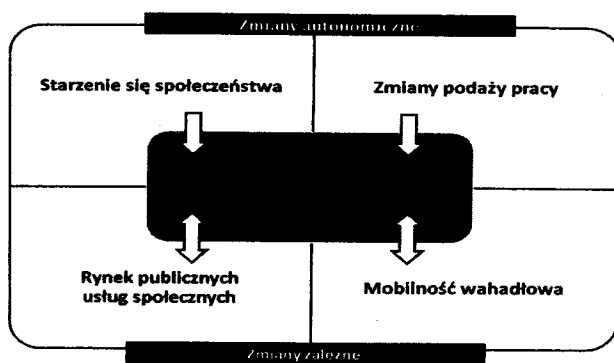 Zmiany autonomiczne
Starzenie się społeczeństwa
Zmiany podaży pracy
Rynek publicznych
usług społecznych
Mobilność wahadłowa
Zmiany zależne